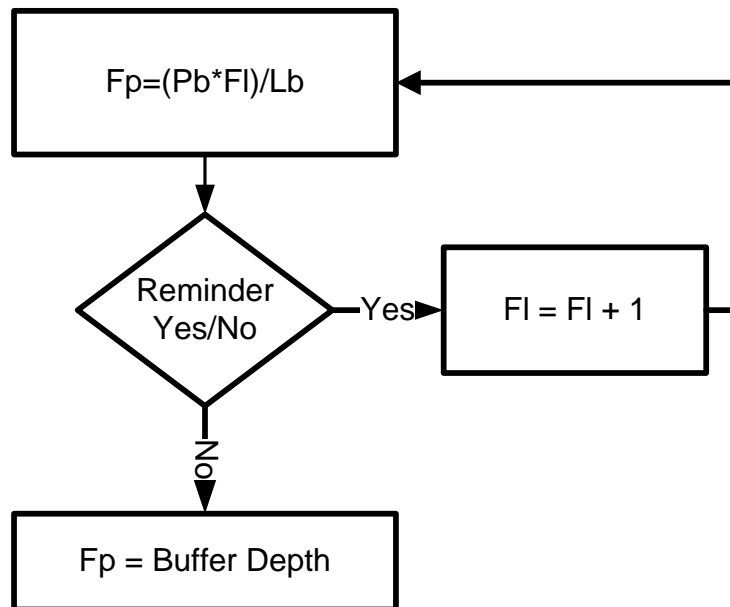 Fp=(Pb*Fl)/Lb
Reminder
Yes/No
Yes
Fl = Fl + 1
No
Fp = Buffer Depth